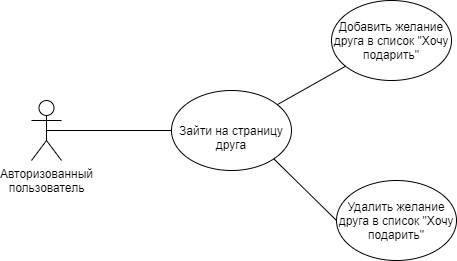 Добавить желание
друга в список "Хочу
подарить"
Зайти на страницу
друга
Авторизованный
пользователь
Удалить желание
друга в список "Хочу
подарить"